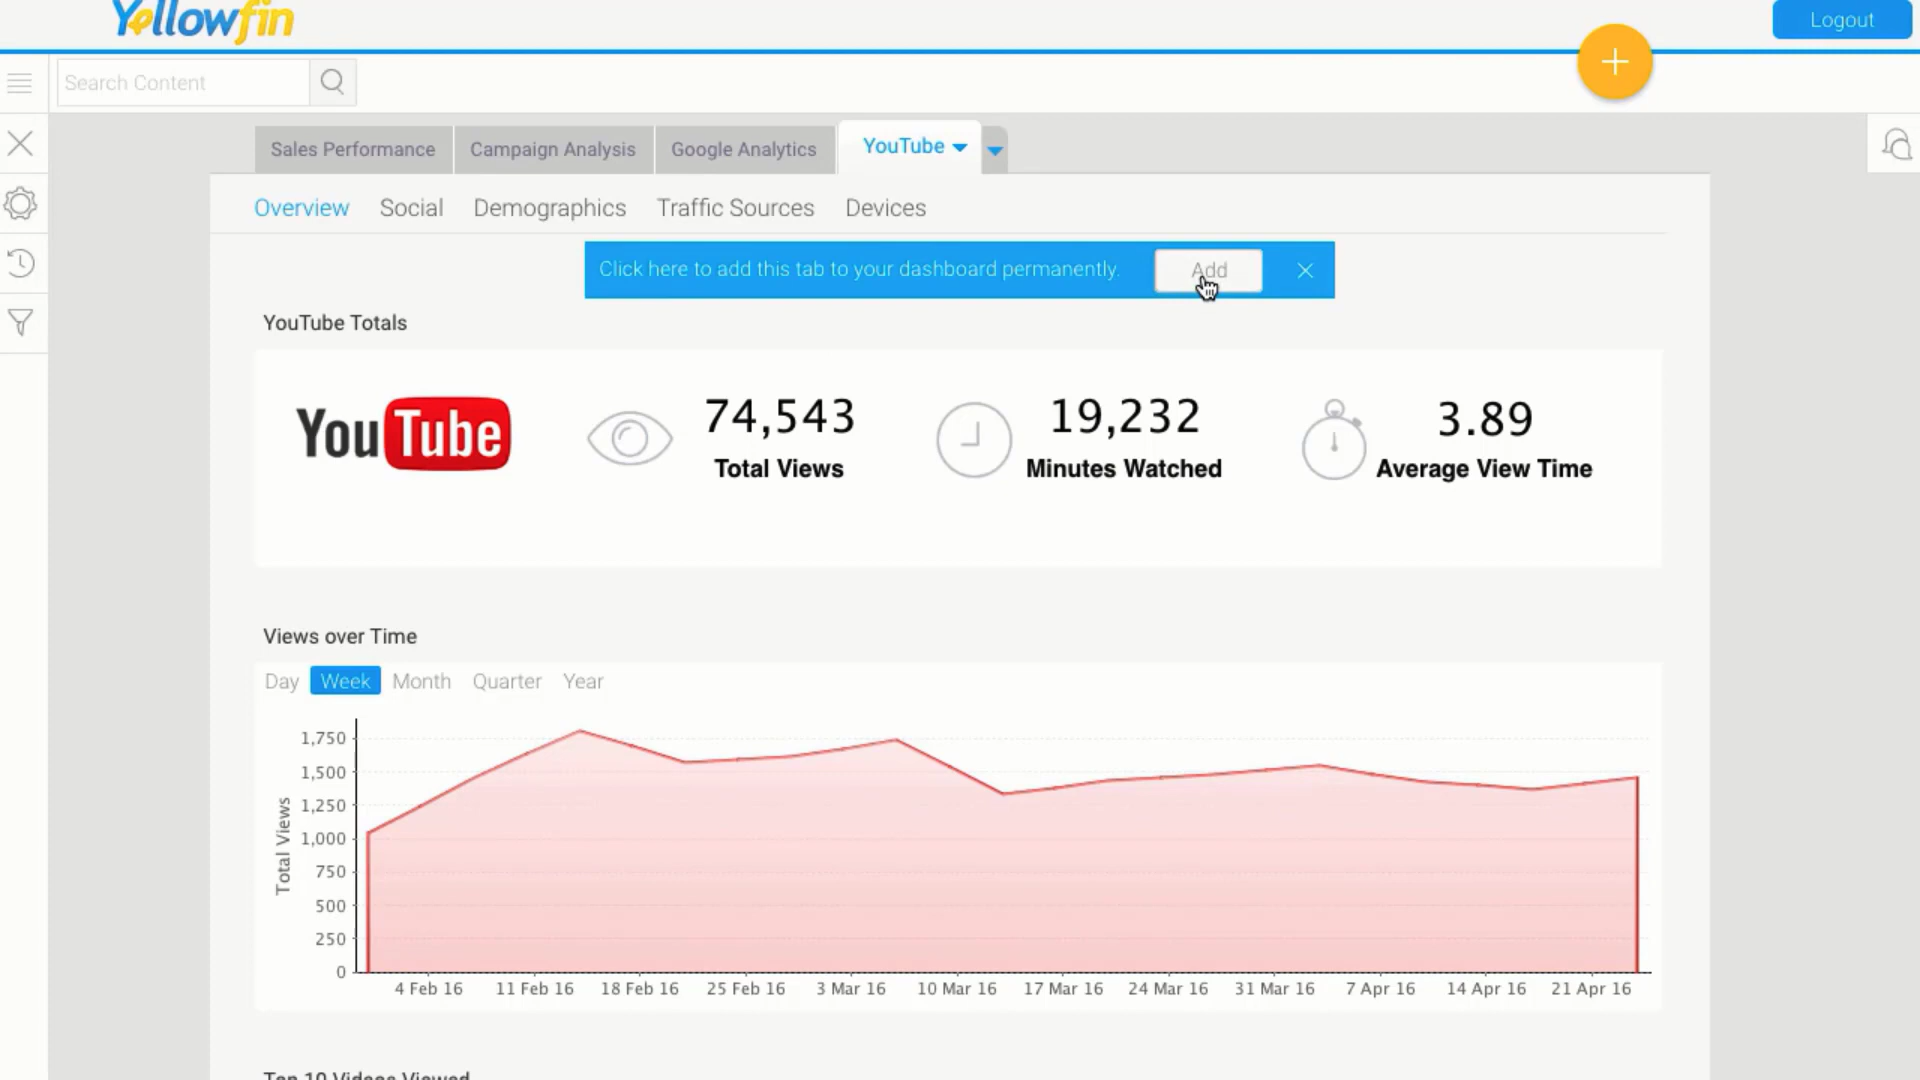 Yellowfin
Logout
Search Content
Sales Performance
Campaign Analysis
Google Analytics
YouTube
Overview
Social
Demographics
Traffic Sources
Devices
Click here to add this tab to your dashboard permanently.
Add
YouTube Totals
YouTube
74,543
Total Views
19,232
Minutes Watched
3.89
Average View Time
Views over Time
Day Week Month Quarter Year
Total Views
1,750
1,500
1,250
1,000
750
500
250
0
4 Feb 16 11 Feb 16 18 Feb 16 25 Feb 16 3 Mar 16 10 Mar 16 17 Mar 16 24 Mar 16 31 Mar 16 7 Apr 16 14 Apr 16 21 Apr 16
Top 10 Videos Viewed